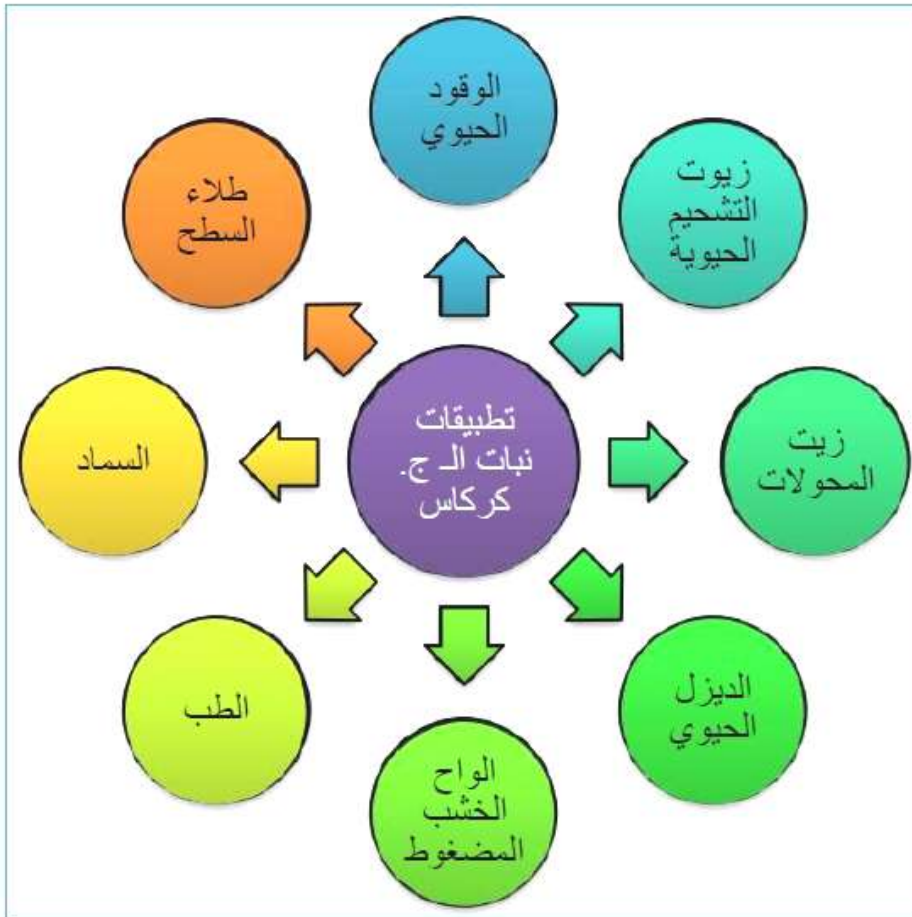 الوقود
الحيوي
زيوت
التشحيم
الحيوية
زيت
المحولات
الديزل
الحيوي
الواح
الخشب
المضغوط
الطب
السماد
طلاء
السطح
تطبيقات
نبات الـ ج.
كركاس